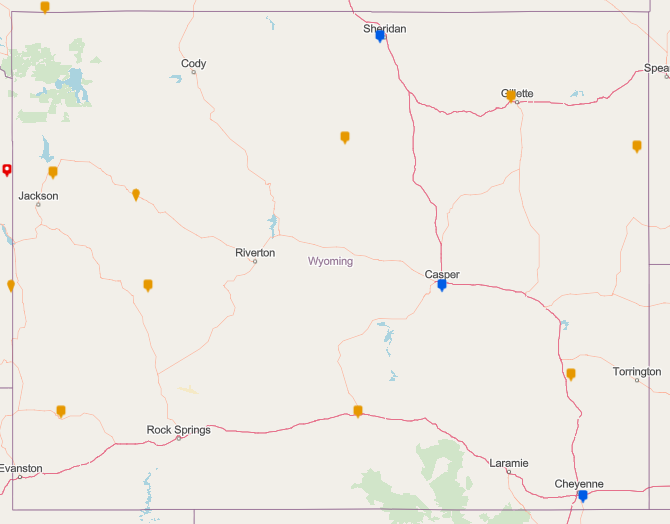 Sheridan
Cody
Spea
Gillette
Jackson
Riverton
Wyoming
Casper
Torrington
Rock Springs
Evanston
Laramie
Cheyenne